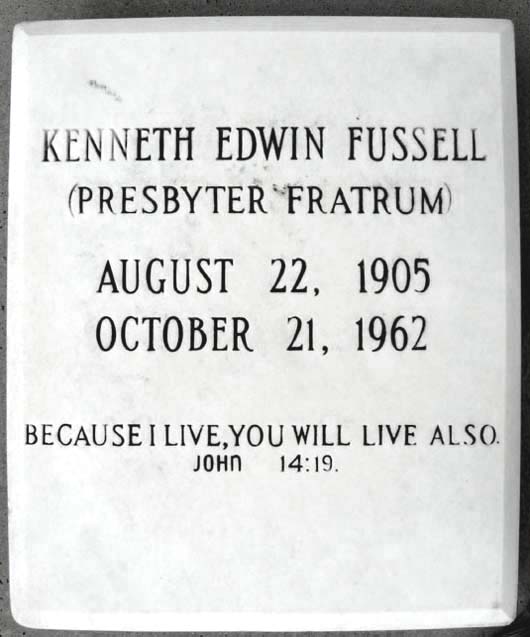 KENNETH EDWIN FUSSELL
(PRESBYTER FRATRUM)
AUGUST 22, 1905
OCTOBER 21, 1962
BECAUSE I LIVE, YOU WILL LIVE ALSO.
JOHN 14:19.